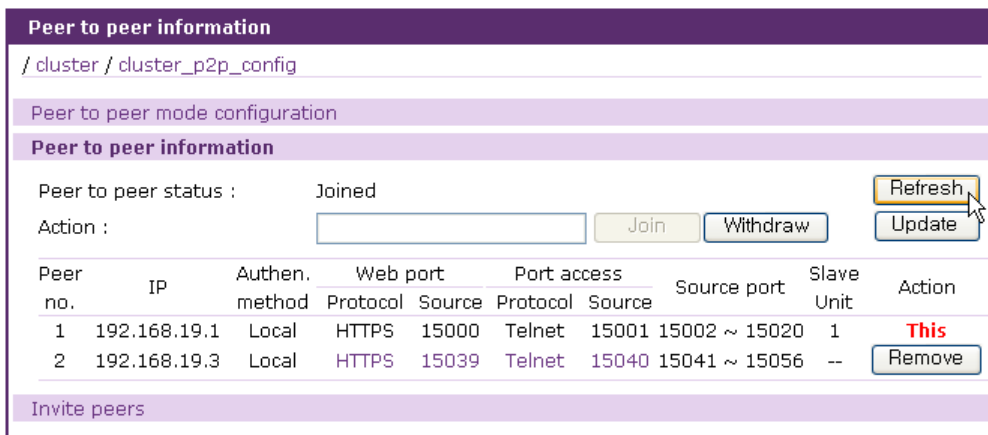 Peer to peer information
/ cluster / cluster_p2p_config
Peer to peer mode configuration
Peer to peer information
Peer to peer status : Joined Refresh
Action : Join Withdraw Update
Peer no. IP Authen. method Web port Protocol Source Port access Protocol Source Source port Slave Unit Action
1 192.168.19.1 Local HTTPS 15000 Telnet 15001 15002 ~ 15020 1 This
2 192.168.19.3 Local HTTPS 15039 Telnet 15040 15041 ~ 15056 -- Remove
Invite peers